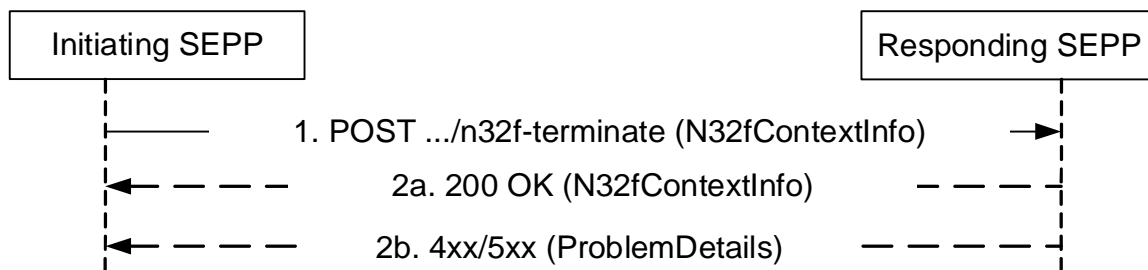 Initiating SEPP
Responding SEPP
1. POST .../n32f-terminate (N32fContextInfo)
2a. 200 OK (N32fContextInfo)
2b. 4xx/5xx (ProblemDetails)